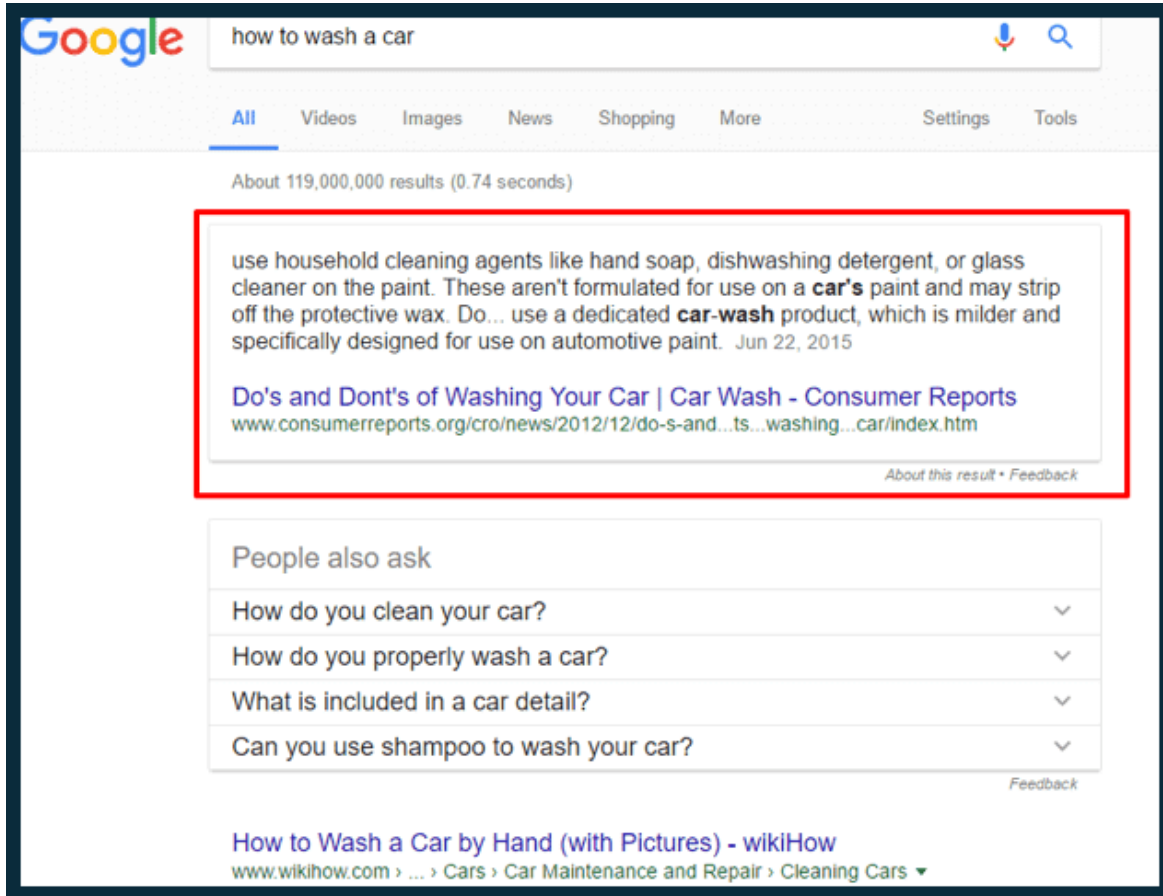 Google
how to wash a car
All Videos Images News Shopping More Settings Tools
About 119,000,000 results (0.74 seconds)
use household cleaning agents like hand soap, dishwashing detergent, or glass
cleaner on the paint. These aren't formulated for use on a car's paint and may strip
off the protective wax. Do... use a dedicated car-wash product, which is milder and
specifically designed for use on automotive paint. Jun 22, 2015
Do's and Dont's of Washing Your Car | Car Wash - Consumer Reports
www.consumerreports.org/cro/news/2012/12/do-s-and...ts...washing...car/index.htm
About this result • Feedback
People also ask
How do you clean your car?
How do you properly wash a car?
What is included in a car detail?
Can you use shampoo to wash your car?
Feedback
How to Wash a Car by Hand (with Pictures) - wikiHow
www.wikihow.com › ... › Cars › Car Maintenance and Repair › Cleaning Cars